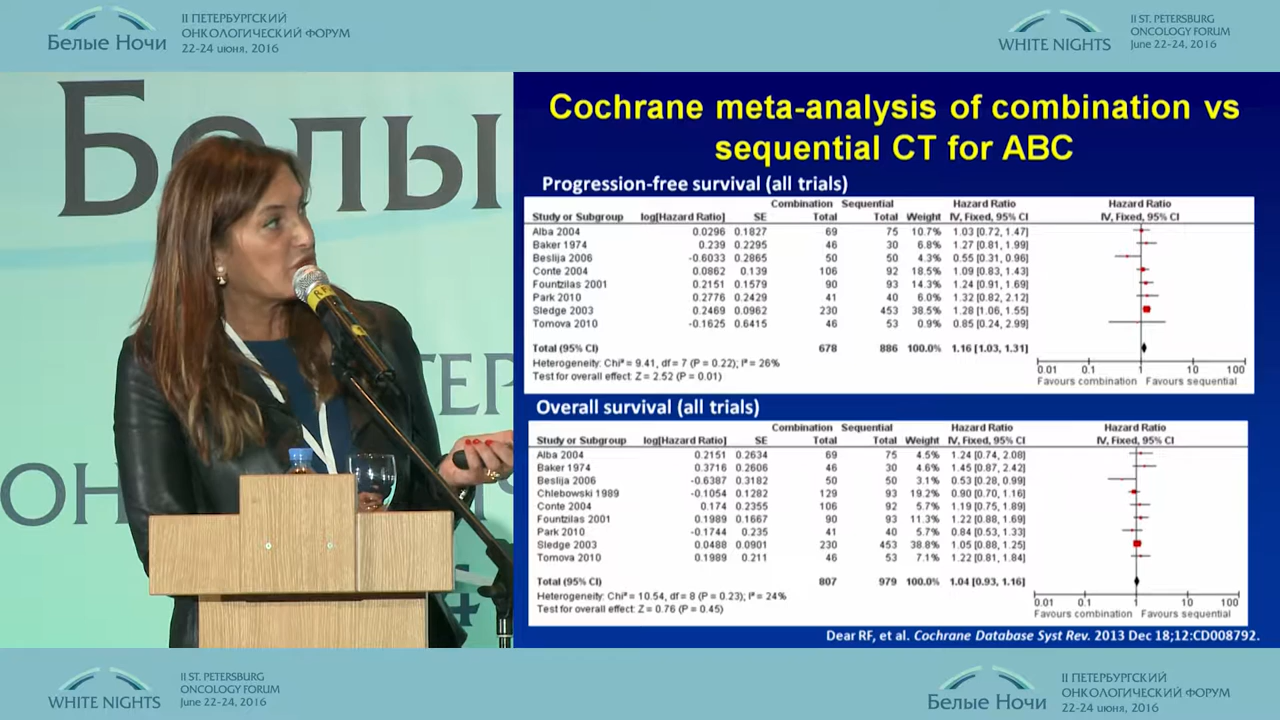 Белые Ночи
II ПЕТЕРБУРГСКИЙ
ОНКОЛОГИЧЕСКИЙ ФОРУМ
22-24 июня, 2016
WHITE NIGHTS
II ST. PETERSBURG
ONCOLOGY FORUM
June 22-24, 2016
Cochrane meta-analysis of combination vs
sequential CT for ABC
Progression-free survival (all trials)
Combination Sequential Hazard Ratio Hazard Ratio
Study or Subgroup log[Hazard Ratio] SE Total Total Weight IV, Fixed, 95% CI IV, Fixed, 95% CI
Alba 2004 0.0296 0.1827 69 75 10.7% 1.03 [0.72, 1.47]
Baker 1974 0.239 0.2295 46 30 6.8% 1.27 [0.81, 1.99]
Beslija 2006 -0.6033 0.2865 50 50 4.3% 0.55 [0.31, 0.96]
Conte 2004 0.0862 0.139 106 92 18.5% 1.09 [0.83, 1.43]
Fountzilas 2001 0.2151 0.1579 90 93 14.3% 1.24 [0.91, 1.69]
Park 2010 0.2776 0.2429 41 40 6.0% 1.32 [0.82, 2.12]
Sledge 2003 0.2469 0.0962 230 453 38.5% 1.28 [1.06, 1.55]
Tomova 2010 -0.1625 0.6415 46 53 0.9% 0.85 [0.24, 2.99]
Total (95% CI) 678 886 100.0% 1.16 [1.03, 1.31]
Heterogeneity: Chi² = 9.41, df = 7 (P = 0.22); I² = 26%
Test for overall effect: Z = 2.52 (P = 0.01)
0.01 0.1 1 10 100
Favours combination Favours sequential
Overall survival (all trials)
Combination Sequential Hazard Ratio Hazard Ratio
Study or Subgroup log[Hazard Ratio] SE Total Total Weight IV, Fixed, 95% CI IV, Fixed, 95% CI
Alba 2004 0.2151 0.2634 69 75 4.5% 1.24 [0.74, 2.08]
Baker 1974 0.3716 0.2606 46 30 4.6% 1.45 [0.87, 2.42]
Beslija 2006 -0.6387 0.3182 50 50 3.1% 0.53 [0.28, 0.99]
Chlebowski 1989 -0.1054 0.1282 129 93 19.2% 0.90 [0.70, 1.16]
Conte 2004 0.174 0.2355 106 92 5.7% 1.19 [0.75, 1.89]
Fountzilas 2001 0.1989 0.1667 90 93 11.3% 1.22 [0.88, 1.69]
Park 2010 -0.1744 0.235 41 40 5.7% 0.84 [0.53, 1.33]
Sledge 2003 0.0488 0.0901 230 453 38.8% 1.05 [0.88, 1.25]
Tomova 2010 0.1989 0.211 46 53 7.1% 1.22 [0.81, 1.84]
Total (95% CI) 807 979 100.0% 1.04 [0.93, 1.16]
Heterogeneity: Chi² = 10.54, df = 8 (P = 0.23); I² = 24%
Test for overall effect: Z = 0.76 (P = 0.45)
0.01 0.1 1 10 100
Favours combination Favours sequential
Dear RF, et al. Cochrane Database Syst Rev. 2013 Dec 18;12:CD008792.
WHITE NIGHTS
II ST. PETERSBURG
ONCOLOGY FORUM
June 22-24, 2016
Белые Ночи
II ПЕТЕРБУРГСКИЙ
ОНКОЛОГИЧЕСКИЙ ФОРУМ
22-24 июня, 2016